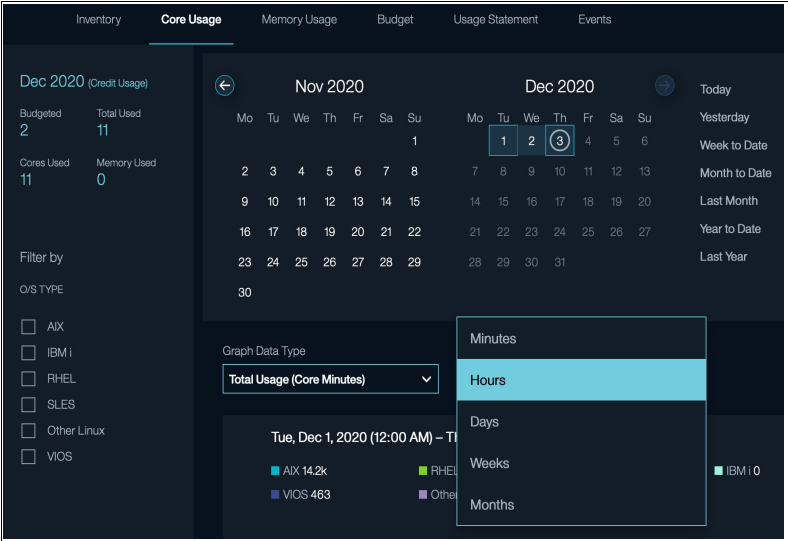 Inventory Core Usage Memory Usage Budget Usage Statement Events
Dec 2020 (Credit Usage)
Budgeted Total Used
2 11
Cores Used Memory Used
11 0
Filter by
O/S TYPE
AIX
IBM i
RHEL
SLES
Other Linux
VIOS
Nov 2020
Mo Tu We Th Fr Sa Su
1
2 3 4 5 6 7 8
9 10 11 12 13 14 15
16 17 18 19 20 21 22
23 24 25 26 27 28 29
30
Dec 2020
Mo Tu We Th Fr Sa Su
1 2 3 4 5 6
7 8 9 10 11 12 13
14 15 16 17 18 19 20
21 22 23 24 25 26 27
28 29 30 31
Today
Yesterday
Week to Date
Month to Date
Last Month
Year to Date
Last Year
Graph Data Type
Total Usage (Core Minutes)
Minutes
Hours
Days
Weeks
Months
Tue, Dec 1, 2020 (12:00 AM) –
AIX 14.2k RHEL IBM i 0
VIOS 463 Other